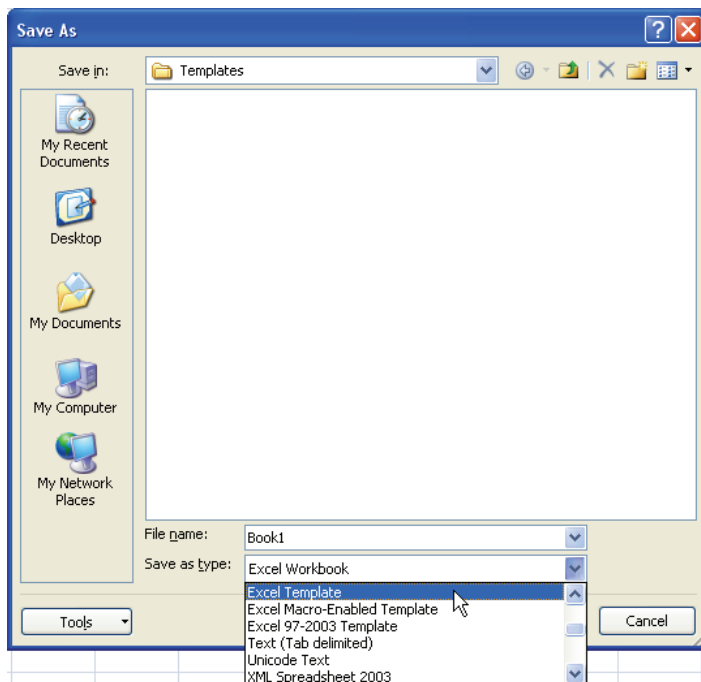 Save As
Save in:
Templates
My Recent
Documents
Desktop
My Documents
My Computer
My Network
Places
File name:
Book1
Save as type:
Excel Workbook
Excel Template
Excel Macro-Enabled Template
Excel 97-2003 Template
Text (Tab delimited)
Unicode Text
XML Spreadsheet 2003
Tools
Cancel